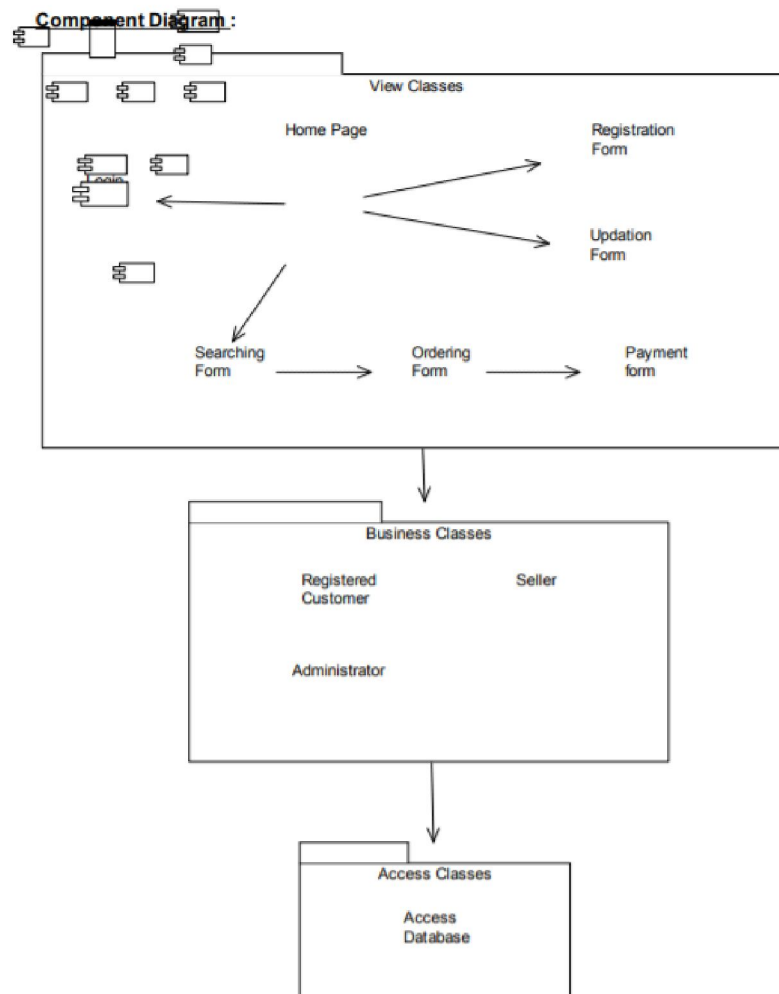 Component Diagram :
View Classes
Home Page
Registration
Form
Login
Updation
Form
Searching
Form
Ordering
Form
Payment
form
Business Classes
Registered
Customer
Seller
Administrator
Access Classes
Access
Database